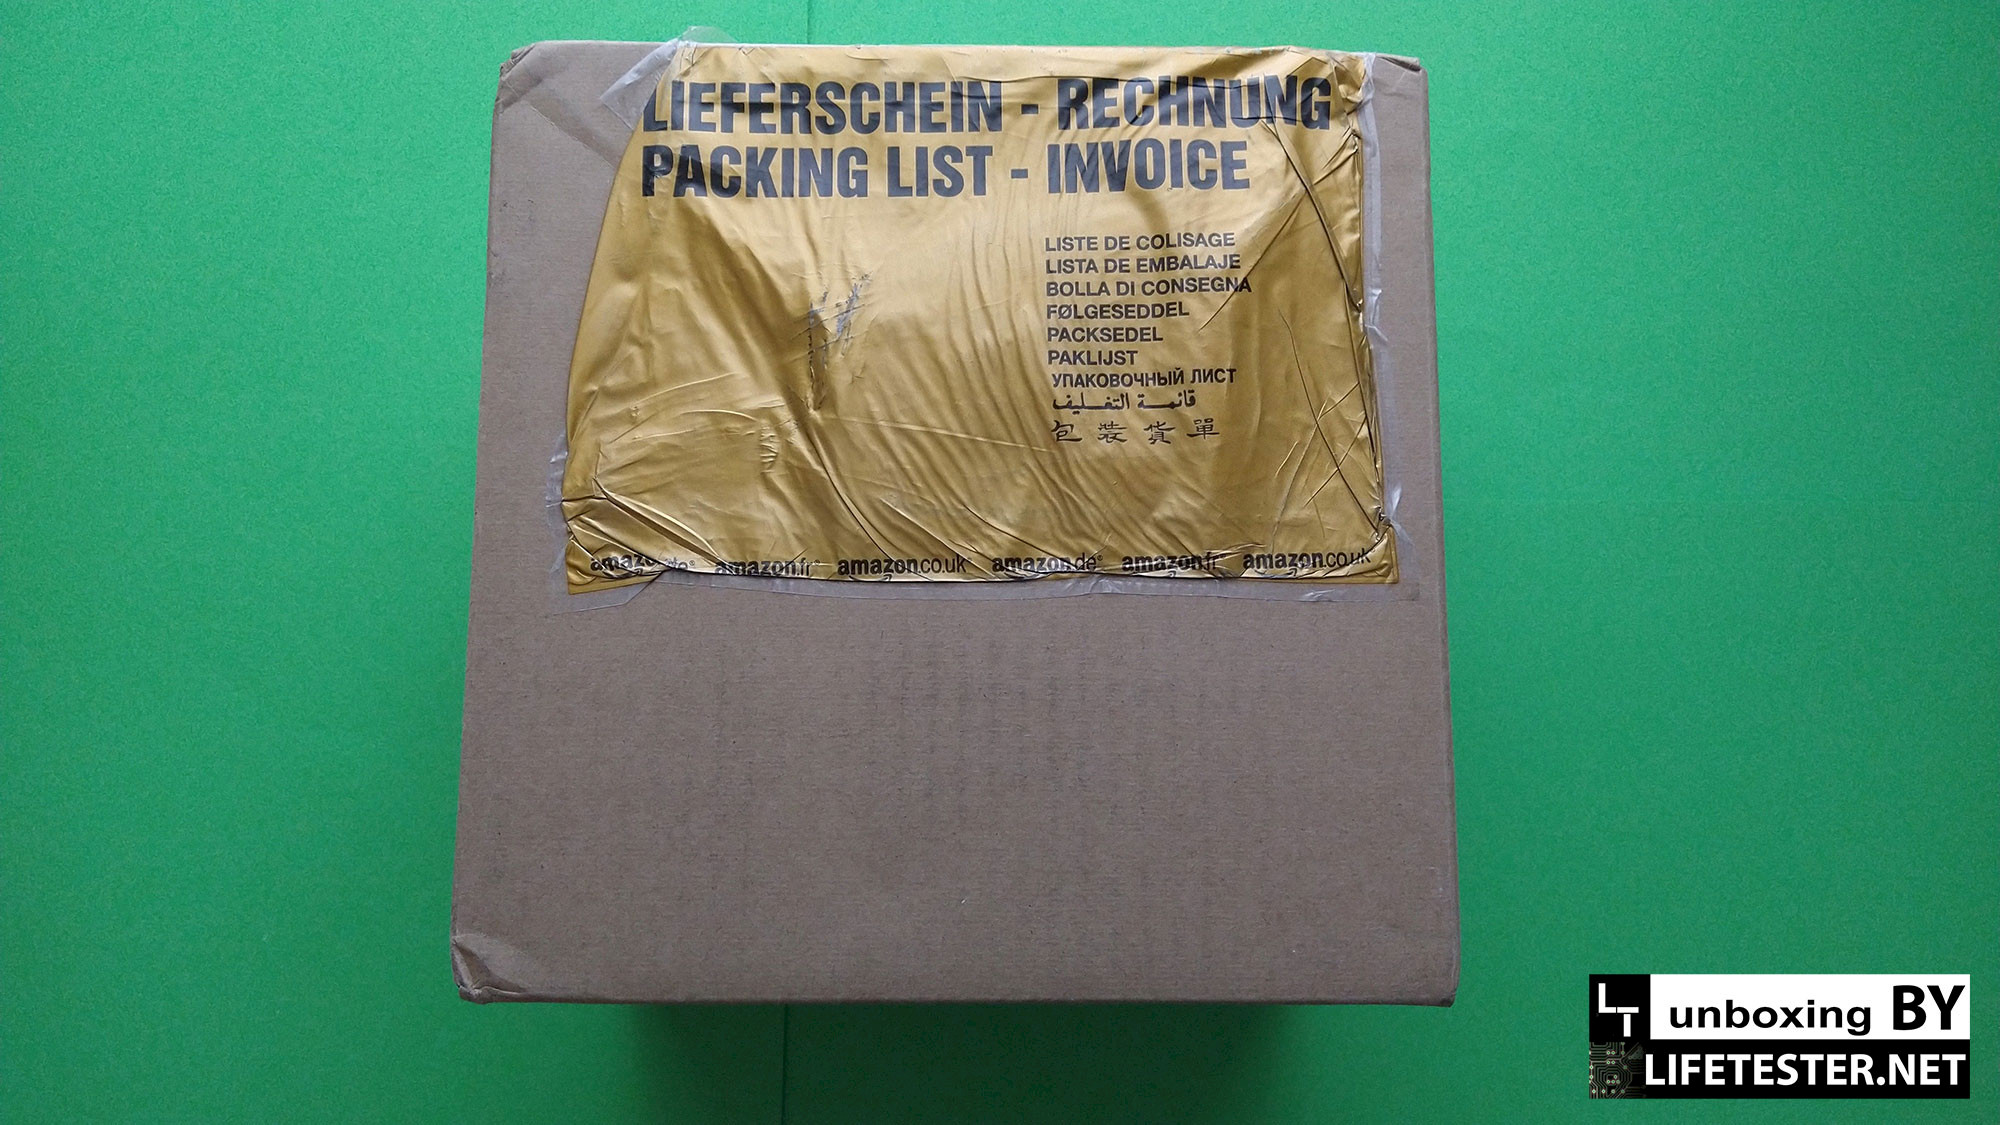 LIEFERSCHEIN - RECHNUNG
PACKING LIST - INVOICE
LISTE DE COLISAGE
LISTA DE EMBALAJE
BOLLA DI CONSEGNA
FØLGESEDDEL
PACKSEDEL
PAKLIJST
УПАКОВОЧНЫЙ ЛИСТ
قائمة التغليف
包裝貨單
amazon.de® amazon.fr® amazon.co.uk® amazon.de® amazon.fr® amazon.co.uk®
LT unboxing BY
LIFETESTER.NET